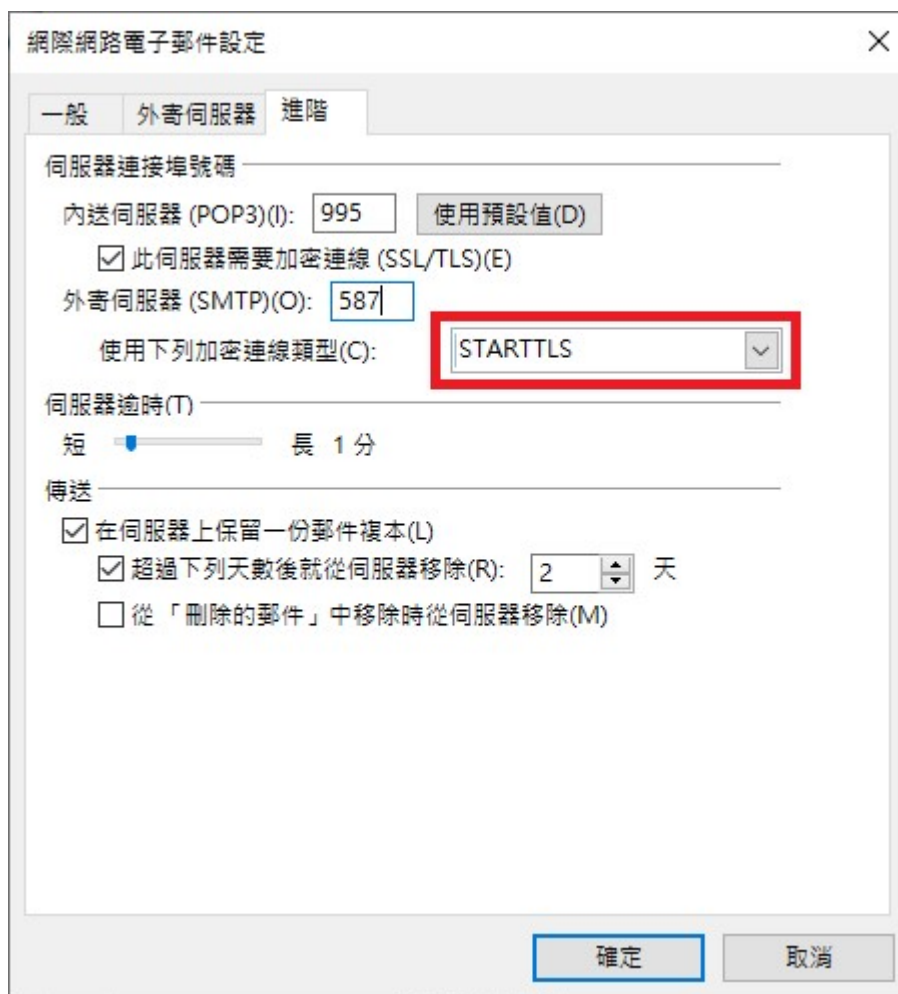 網際網路電子郵件設定
一般 外寄伺服器 進階
伺服器連接埠號碼
內送伺服器 (POP3)(I): 995 使用預設值(D)
此伺服器需要加密連線 (SSL/TLS)(E)
外寄伺服器 (SMTP)(O): 587
使用下列加密連線類型(C): STARTTLS
伺服器逾時(T)
短 長 1 分
傳送
在伺服器上保留一份郵件複本(L)
超過下列天數後就從伺服器移除(R): 2 天
從「刪除的郵件」中移除時從伺服器移除(M)
確定 取消